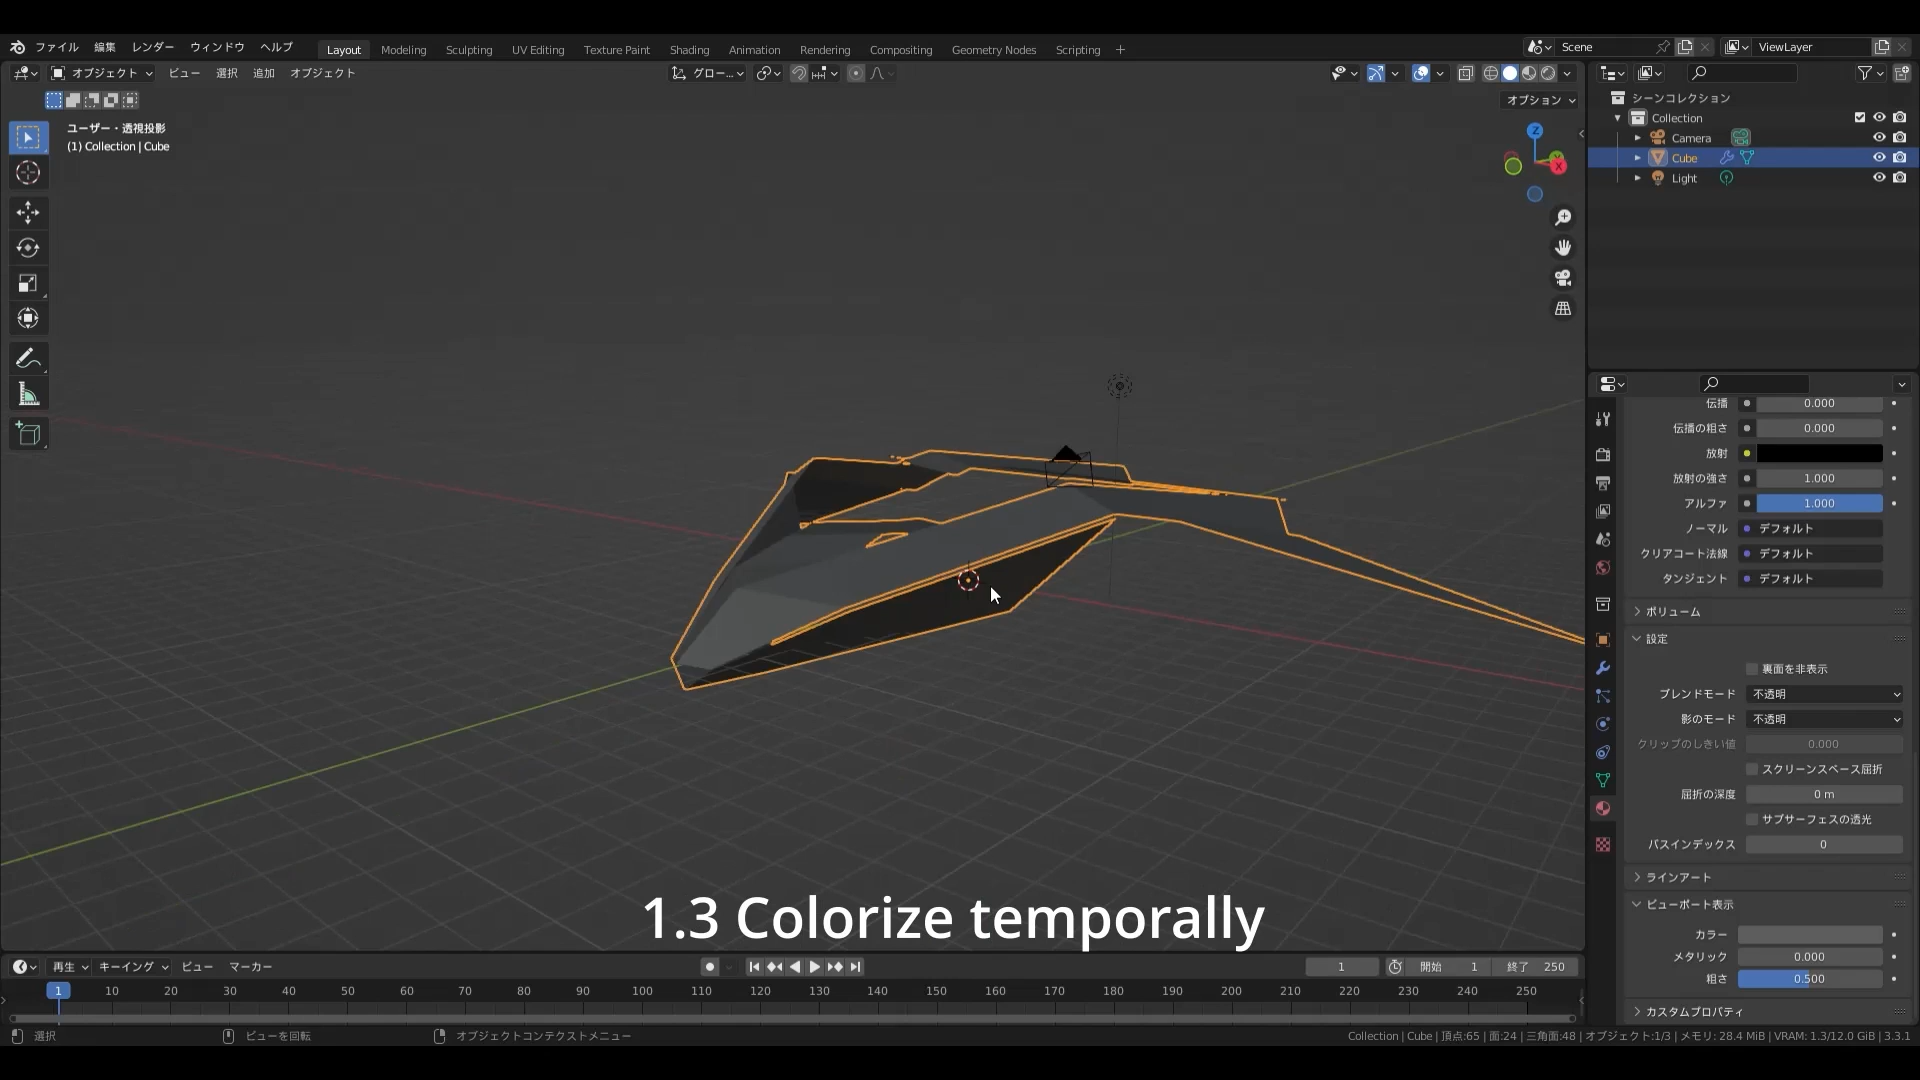 ファイル 編集 レンダー ウィンドウ ヘルプ Layout Modeling Sculpting UV Editing Texture Paint Shading Animation Rendering Compositing Geometry Nodes Scripting + Scene ViewLayer
オブジェクト ビュー 選択 追加 オブジェクト グロー...
オプション
ユーザー・透視投影
(1) Collection | Cube
Z
Y
X
シーンコレクション
Collection
Camera
Cube
Light
伝播 0.000
伝播の粗さ 0.000
放射
放射の強さ 1.000
アルファ 1.000
ノーマル デフォルト
クリアコート法線 デフォルト
タンジェント デフォルト
ボリューム
設定
裏面を非表示
ブレンドモード 不透明
影のモード 不透明
クリップのしきい値 0.000
スクリーンスペース屈折
屈折の深度 0 m
サブサーフェスの透光
パスインデックス 0
ラインアート
ビューポート表示
カラー
メタリック 0.000
粗さ 0.500
カスタムプロパティ
1.3 Colorize temporally
再生 キーイング ビュー マーカー 1 開始 1 終了 250
1 10 20 30 40 50 60 70 80 90 100 110 120 130 140 150 160 170 180 190 200 210 220 230 240 250
選択 ビューを回転 オブジェクトコンテクストメニュー Collection | Cube | 頂点:65 | 面:24 | 三角面:48 | オブジェクト:1/3 | メモリ: 28.4 MiB | VRAM: 1.3/12.0 GiB | 3.3.1